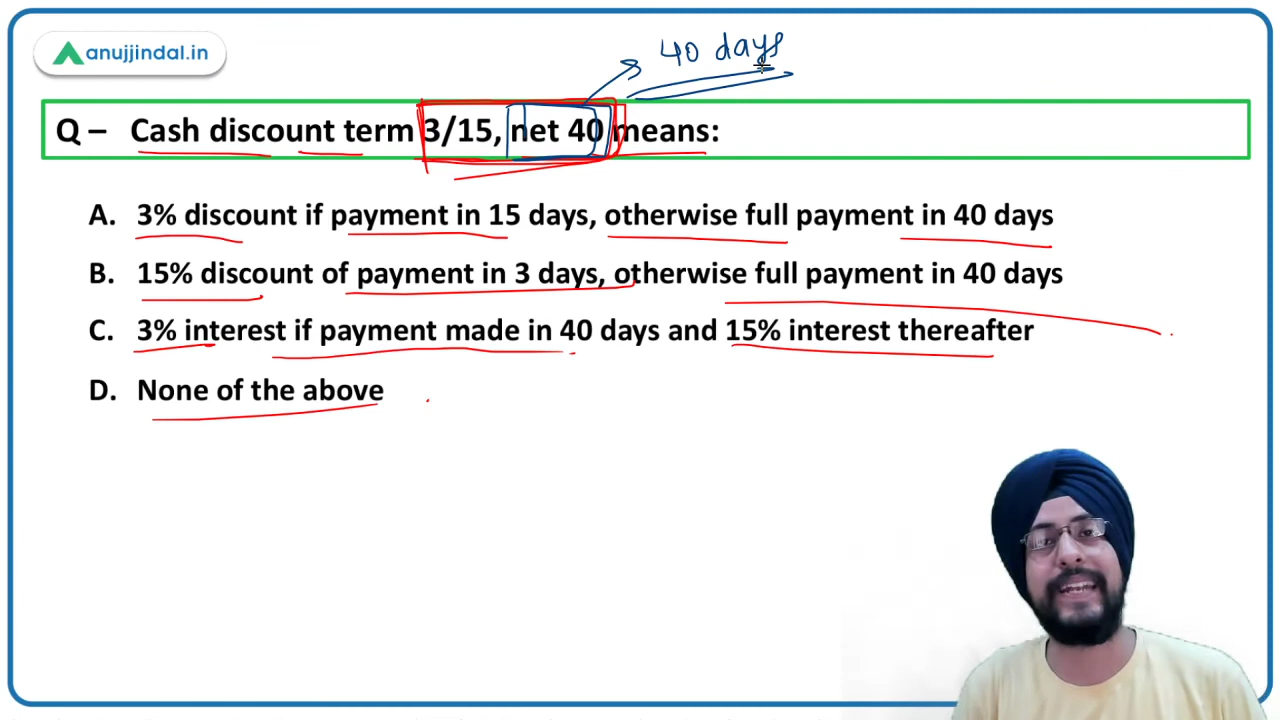 anujjindal.in
40 days
Q – Cash discount term 3/15, net 40 means:
A. 3% discount if payment in 15 days, otherwise full payment in 40 days
B. 15% discount of payment in 3 days, otherwise full payment in 40 days
C. 3% interest if payment made in 40 days and 15% interest thereafter
D. None of the above